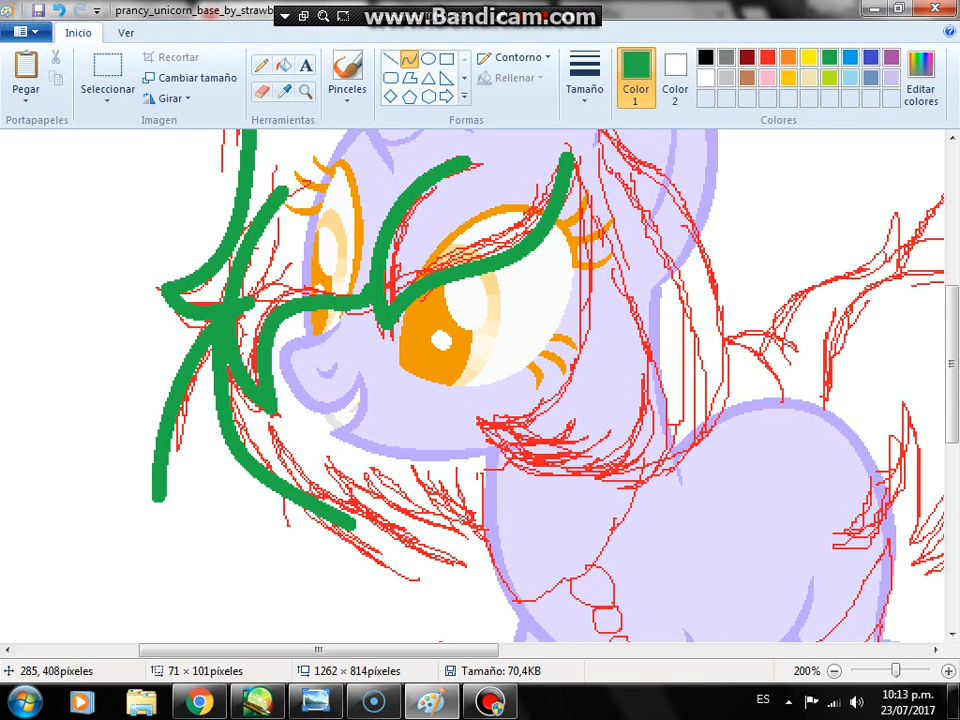 prancy_unicorn_base_by_strawb
www.Bandicam.com
Inicio
Ver
Pegar
Seleccionar
Recortar
Cambiar tamaño
Girar
A
Pinceles
Contorno
Rellenar
Tamaño
Color
1
Color
2
Editar
colores
Portapapeles
Imagen
Herramientas
Formas
Colores
285, 408píxeles
71 × 101píxeles
1262 × 814píxeles
Tamaño: 70,4KB
200%
ES
10:13 p.m.
23/07/2017